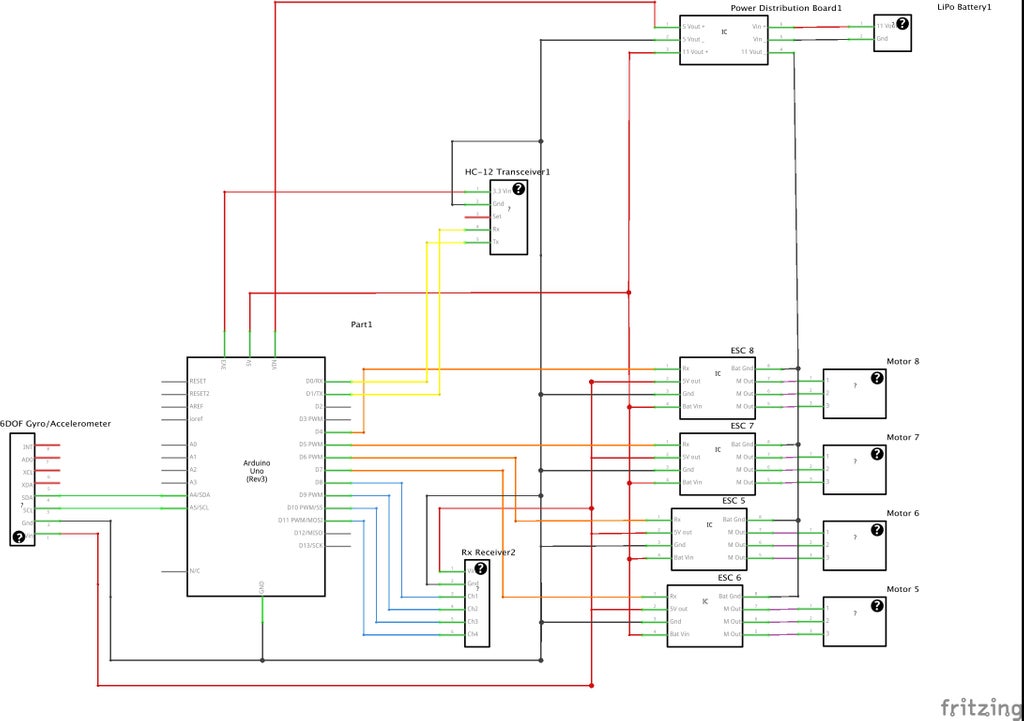 Power Distribution Board1
LiPo Battery1
5 Vout +
5 Vout _
11 Vout +
IC
Vin +
Vin _
11 Vout _
Gnd
?
HC-12 Transceiver1
3.3 Vin
Gnd
Set
Rx
Tx
?
?
Part1
3V3
5V
VIN
RESET
RESET2
AREF
ioref
A0
A1
A2
A3
A4/SDA
A5/SCL
N/C
Arduino
Uno
(Rev3)
D0/RX
D1/TX
D2
D3 PWM
D4
D5 PWM
D6 PWM
D7
D8
D9 PWM
D10 PWM/SS
D11 PWM/MOSI
D12/MISO
D13/SCK
GND
6DOF Gyro/Accelerometer
INT
AD0
XCL
XDA
SDA
SCL
Gnd
?
?
Rx Receiver2
Gnd
Ch1
Ch2
Ch3
Ch4
?
?
ESC 8
Rx
5V out
Gnd
Bat Vin
IC
Bat Gnd
M Out
M Out
M Out
Motor 8
1
2
3
?
?
ESC 7
Rx
5V out
Gnd
Bat Vin
IC
Bat Gnd
M Out
M Out
M Out
Motor 7
1
2
3
?
?
ESC 5
Rx
5V out
Gnd
Bat Vin
IC
Bat Gnd
M Out
M Out
M Out
Motor 6
1
2
3
?
?
ESC 6
Rx
5V out
Gnd
Bat Vin
IC
Bat Gnd
M Out
M Out
M Out
Motor 5
1
2
3
?
?
fritzing